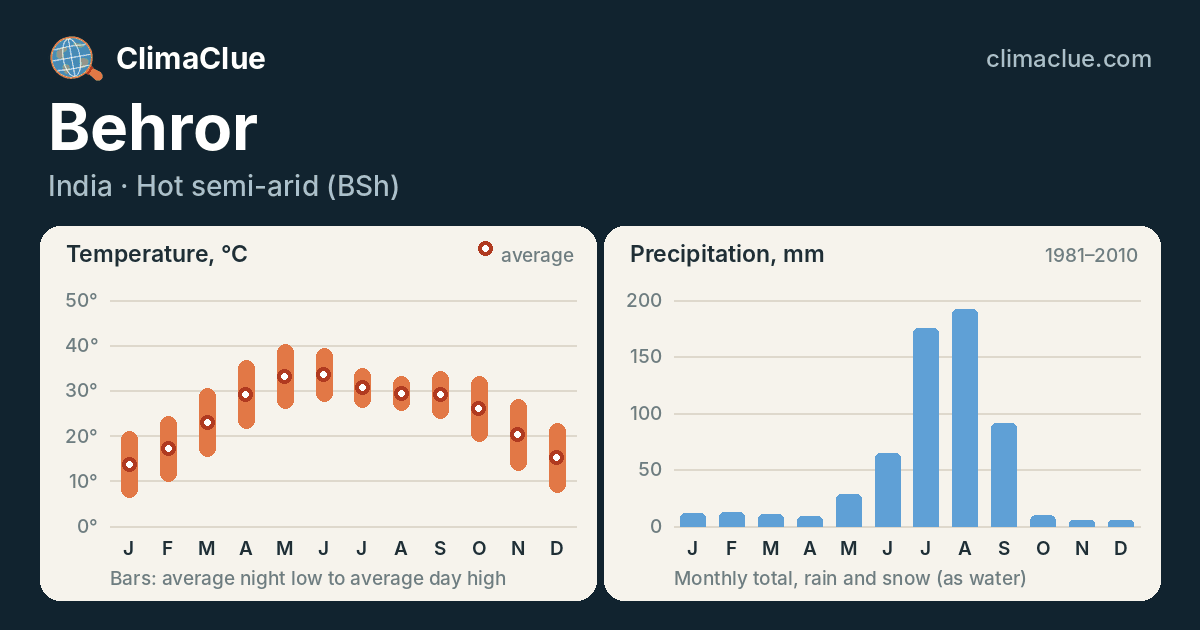 ClimaClue
climaclue.com
Behror
India · Hot semi-arid (BSh)
Temperature, °C
average
50°
40°
30°
20°
10°
0°
J F M A M J J A S O N D
Bars: average night low to average day high
Precipitation, mm
1981–2010
200
150
100
50
0
J F M A M J J A S O N D
Monthly total, rain and snow (as water)